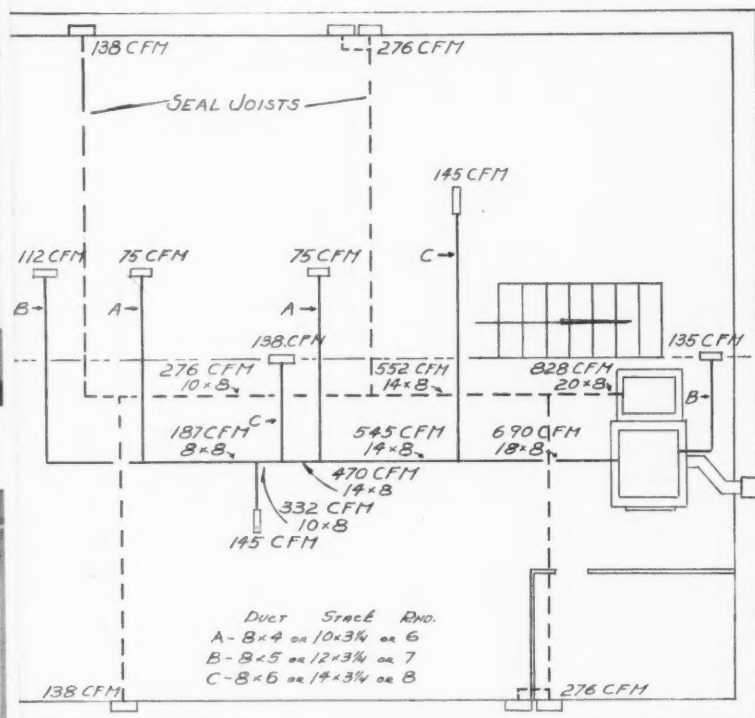 138 CFM
276 CFM
SEAL JOISTS
145 CFM
112 CFM
75 CFM
75 CFM
C
B
A
A
138 CFM
135 CFM
276 CFM
10×8
552 CFM
14×8
828 CFM
20×8
B
C
187 CFM
8×8
545 CFM
14×8
690 CFM
18×8
470 CFM
14×8
332 CFM
10×8
145 CFM
DUCT STACK RND.
A - 8×4 OR 10×3¼ OR 6
B - 8×5 OR 12×3¼ OR 7
C - 8×6 OR 14×3¼ OR 8
138 CFM
276 CFM